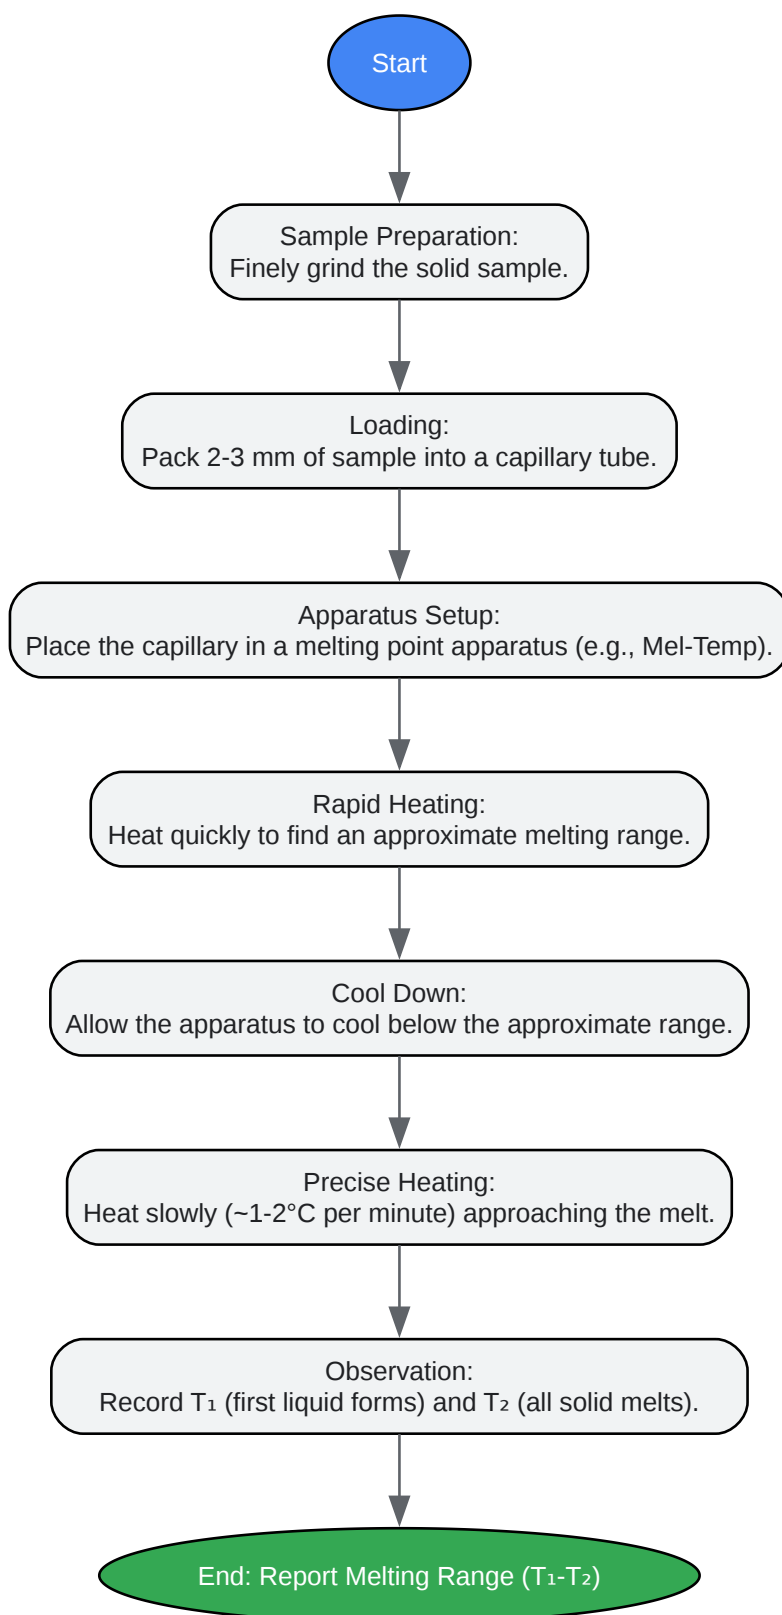 Start
Sample Preparation:
Finely grind the solid sample.
Loading:
Pack 2-3 mm of sample into a capillary tube.
Apparatus Setup:
Place the capillary in a melting point apparatus (e.g., Mel-Temp).
Rapid Heating:
Heat quickly to find an approximate melting range.
Cool Down:
Allow the apparatus to cool below the approximate range.
Precise Heating:
Heat slowly (~1-2°C per minute) approaching the melt.
Observation:
Record T₁ (first liquid forms) and T₂ (all solid melts).
End: Report Melting Range (T₁-T₂)